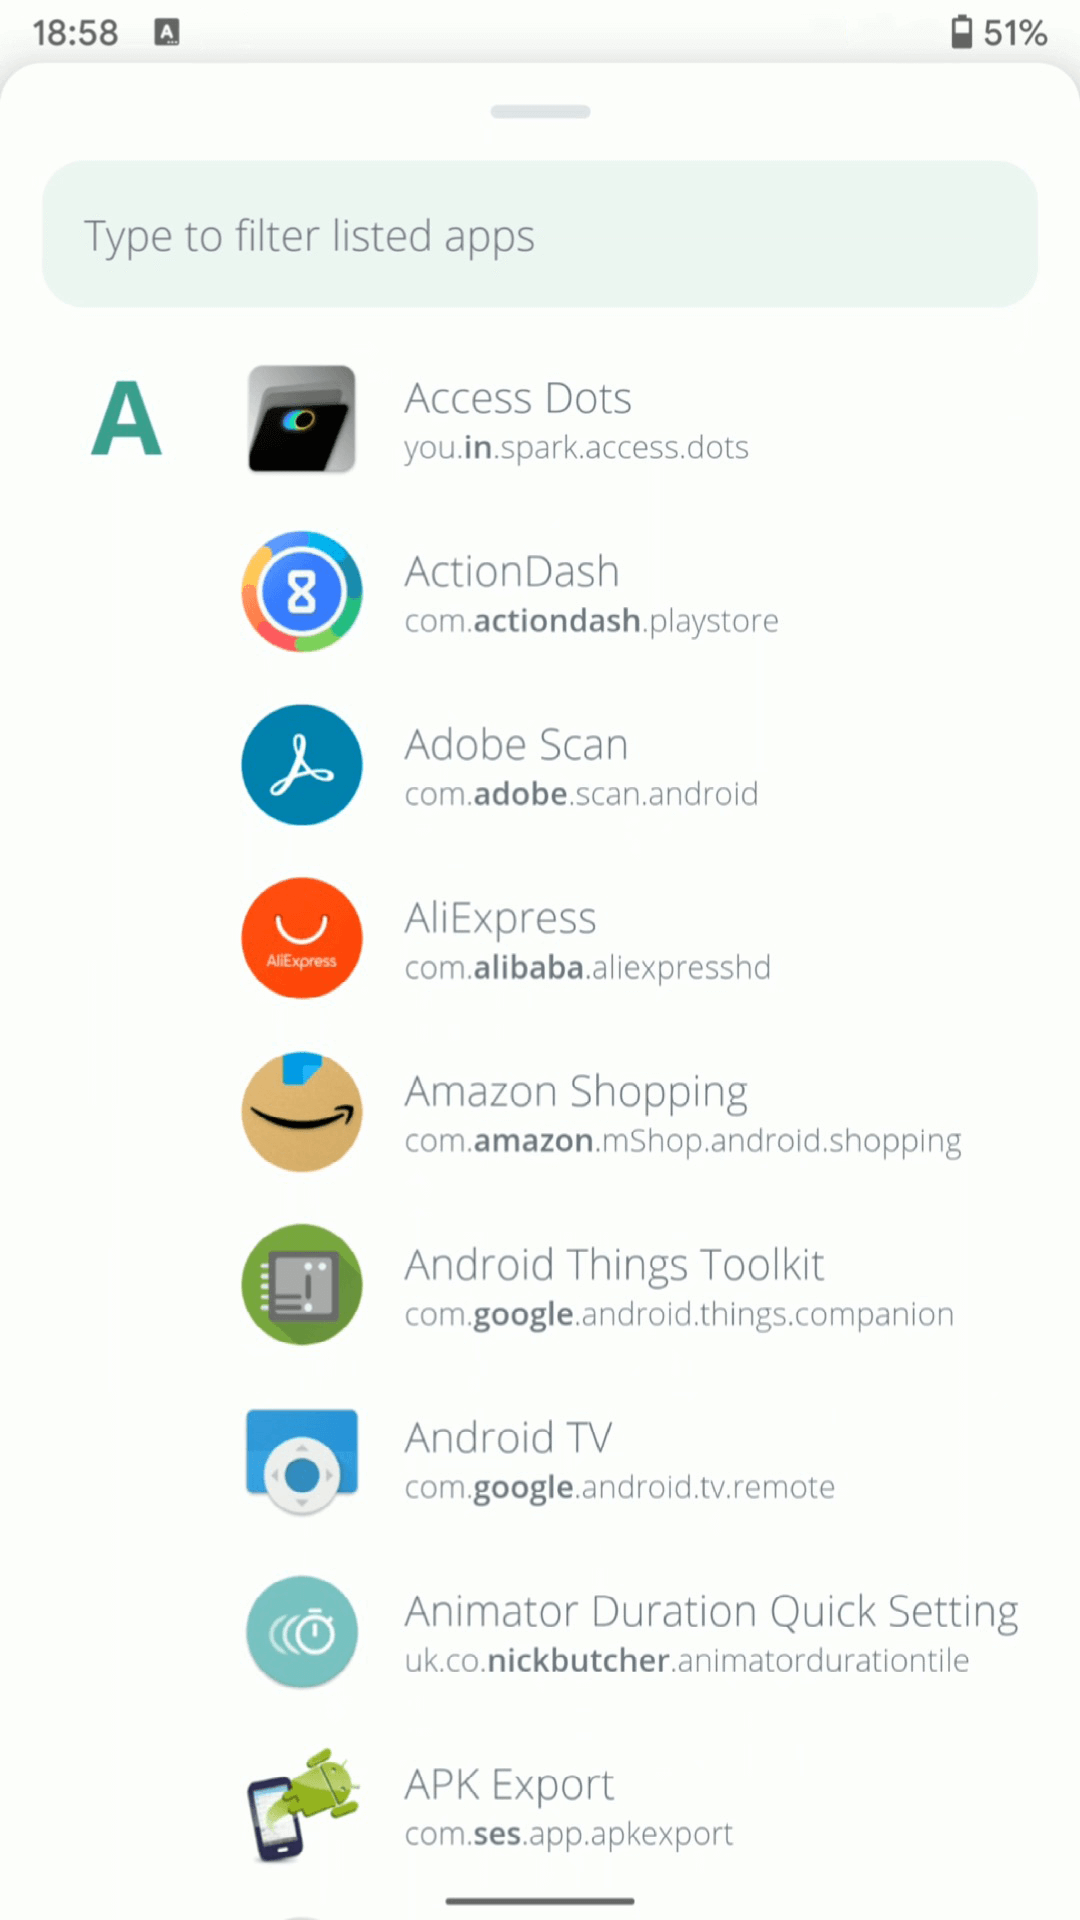 18:58 A... 51%
Type to filter listed apps
A
Access Dots
you.in.spark.access.dots
ActionDash
com.actiondash.playstore
Adobe Scan
com.adobe.scan.android
AliExpress
AliExpress
com.alibaba.aliexpresshd
Amazon Shopping
com.amazon.mShop.android.shopping
Android Things Toolkit
com.google.android.things.companion
Android TV
com.google.android.tv.remote
Animator Duration Quick Setting
uk.co.nickbutcher.animatordurationtile
APK Export
com.ses.app.apkexport